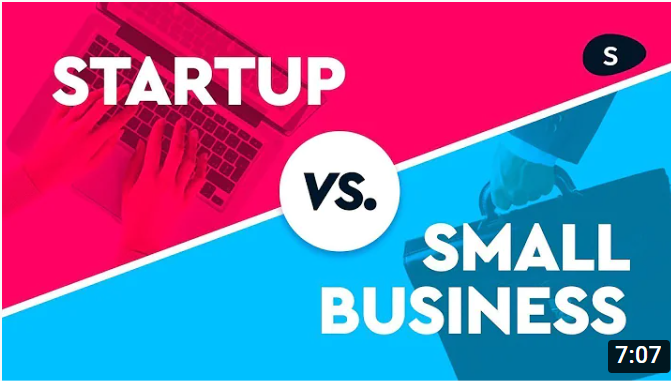 STARTUP
S
VS.
SMALL
BUSINESS
7:07